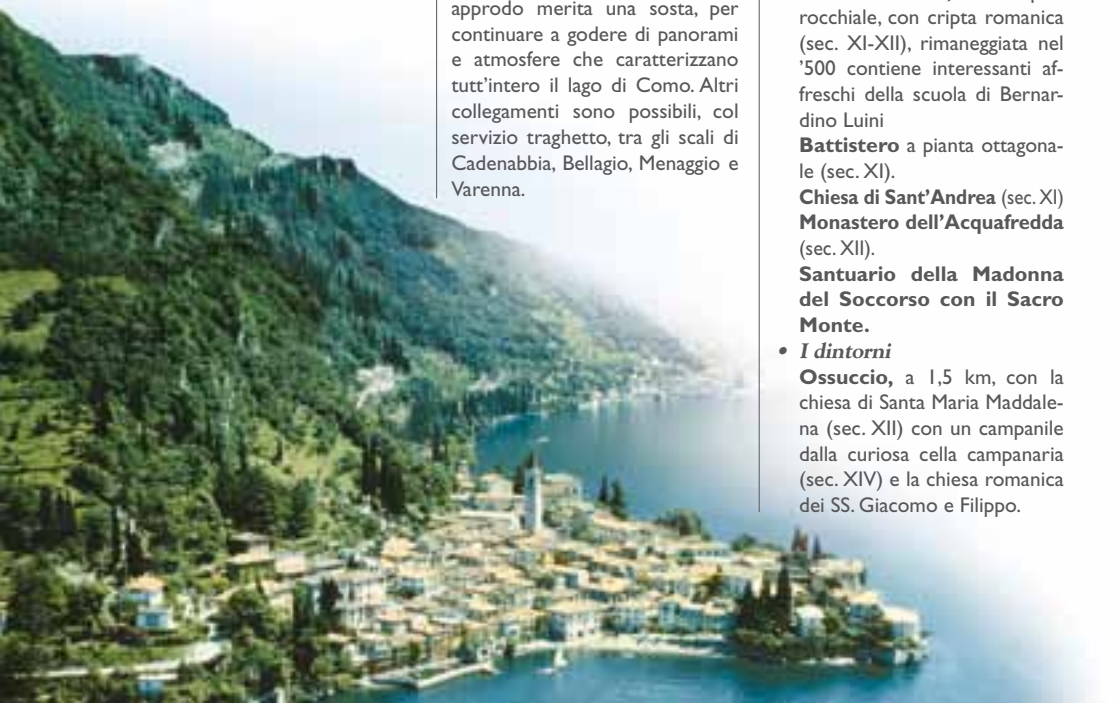 approdo merita una sosta, per
continuare a godere di panorami
e atmosfere che caratterizzano
tutt'intero il lago di Como. Altri
collegamenti sono possibili, col
servizio traghetto, tra gli scali di
Cadenabbia, Bellagio, Menaggio e
Varenna.
rocchiale, con cripta romanica
(sec. XI-XII), rimaneggiata nel
'500 contiene interessanti af-
freschi della scuola di Bernar-
dino Luini
Battistero a pianta ottagona-
le (sec. XI).
Chiesa di Sant'Andrea (sec. XI)
Monastero dell'Acquafredda
(sec. XII).
Santuario della Madonna
del Soccorso con il Sacro
Monte.
• I dintorni
Ossuccio, a 1,5 km, con la
chiesa di Santa Maria Maddale-
na (sec. XII) con un campanile
dalla curiosa cella campanaria
(sec. XIV) e la chiesa romanica
dei SS. Giacomo e Filippo.